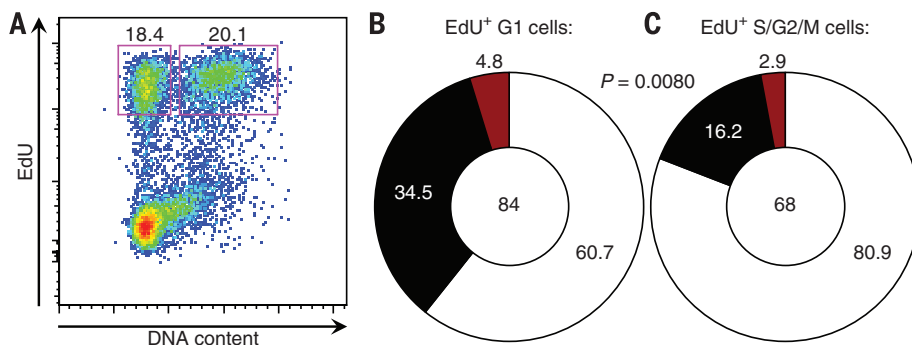 A
18.4 20.1
EdU
DNA content
B
EdU⁺ G1 cells:
4.8
34.5
84
60.7
P = 0.0080
C
EdU⁺ S/G2/M cells:
2.9
16.2
68
80.9